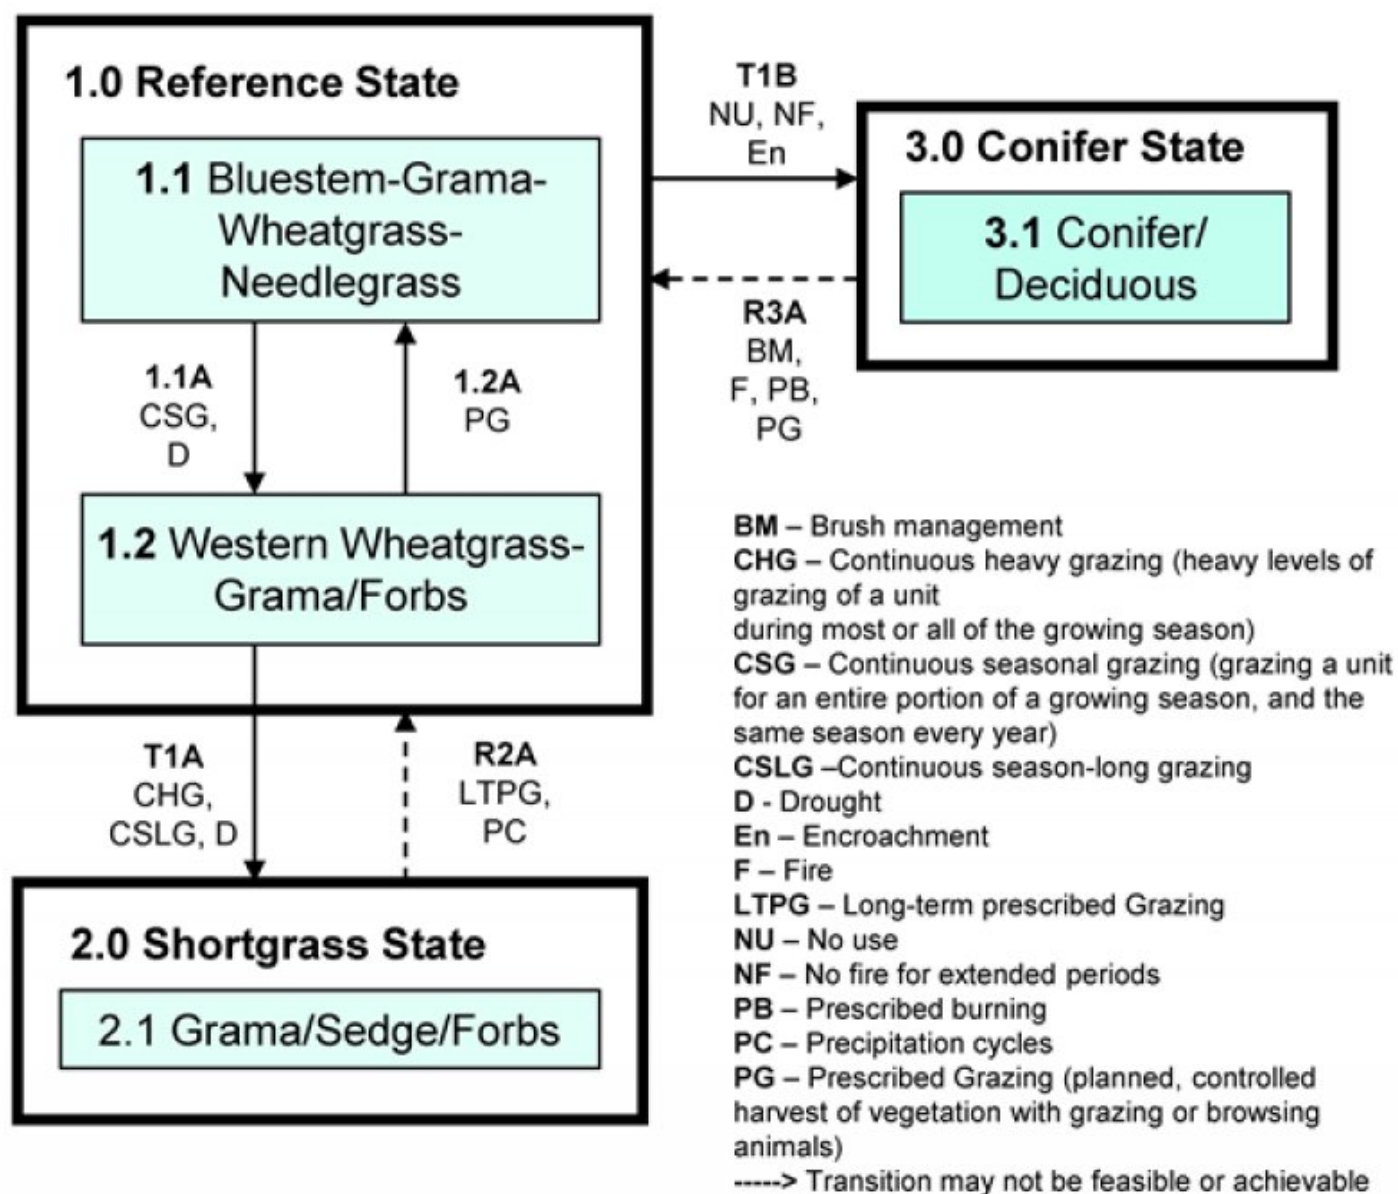 1.0 Reference State
1.1 Bluestem-Grama-
Wheatgrass-
Needlegrass
1.1A
CSG,
D
1.2A
PG
1.2 Western Wheatgrass-
Grama/Forbs
T1B
NU, NF,
En
3.0 Conifer State
3.1 Conifer/
Deciduous
R3A
BM,
F, PB,
PG
T1A
CHG,
CSLG, D
R2A
LTPG,
PC
2.0 Shortgrass State
2.1 Grama/Sedge/Forbs
BM – Brush management
CHG – Continuous heavy grazing (heavy levels of
grazing of a unit
during most or all of the growing season)
CSG – Continuous seasonal grazing (grazing a unit
for an entire portion of a growing season, and the
same season every year)
CSLG –Continuous season-long grazing
D - Drought
En – Encroachment
F – Fire
LTPG – Long-term prescribed Grazing
NU – No use
NF – No fire for extended periods
PB – Prescribed burning
PC – Precipitation cycles
PG – Prescribed Grazing (planned, controlled
harvest of vegetation with grazing or browsing
animals)
-----> Transition may not be feasible or achievable